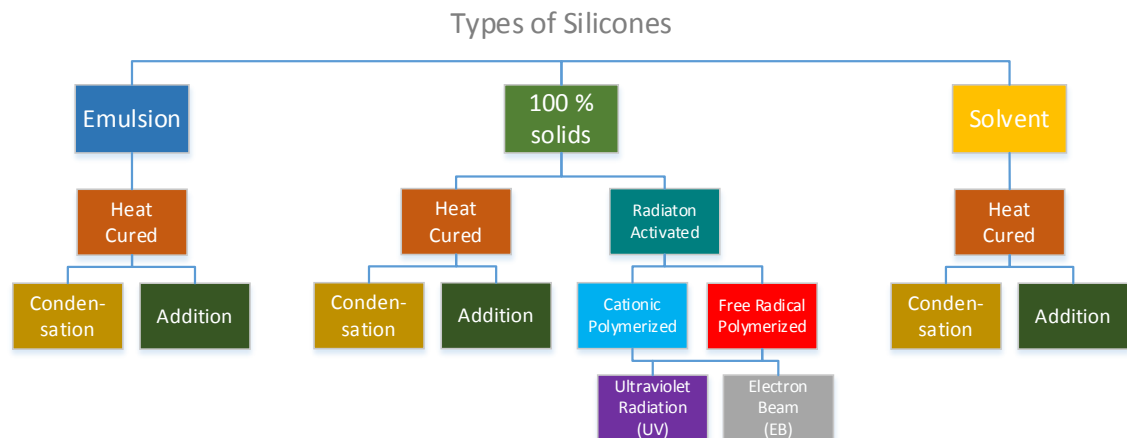 Types of Silicones
Emulsion
100 %
solids
Solvent
Heat
Cured
Heat
Cured
Radiaton
Activated
Heat
Cured
Conden-
sation
Addition
Conden-
sation
Addition
Cationic
Polymerized
Free Radical
Polymerized
Conden-
sation
Addition
Ultraviolet
Radiation
(UV)
Electron
Beam
(EB)